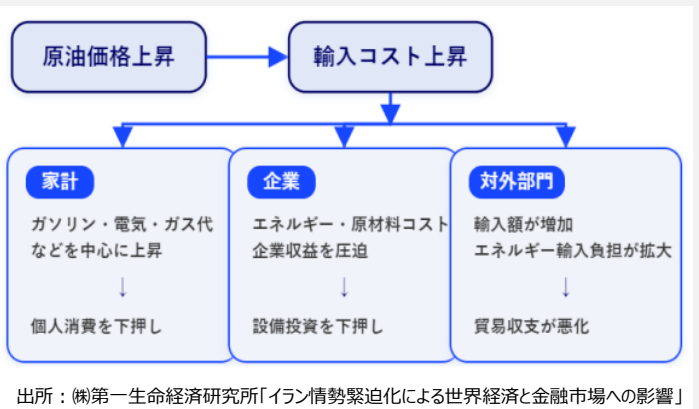 原油価格上昇
輸入コスト上昇
家計
ガソリン・電気・ガス代
などを中心に上昇
↓
個人消費を下押し
企業
エネルギー・原材料コスト
企業収益を圧迫
↓
設備投資を下押し
対外部門
輸入額が増加
エネルギー輸入負担が拡大
↓
貿易収支が悪化
出所：㈱第一生命経済研究所「イラン情勢緊迫化による世界経済と金融市場への影響」